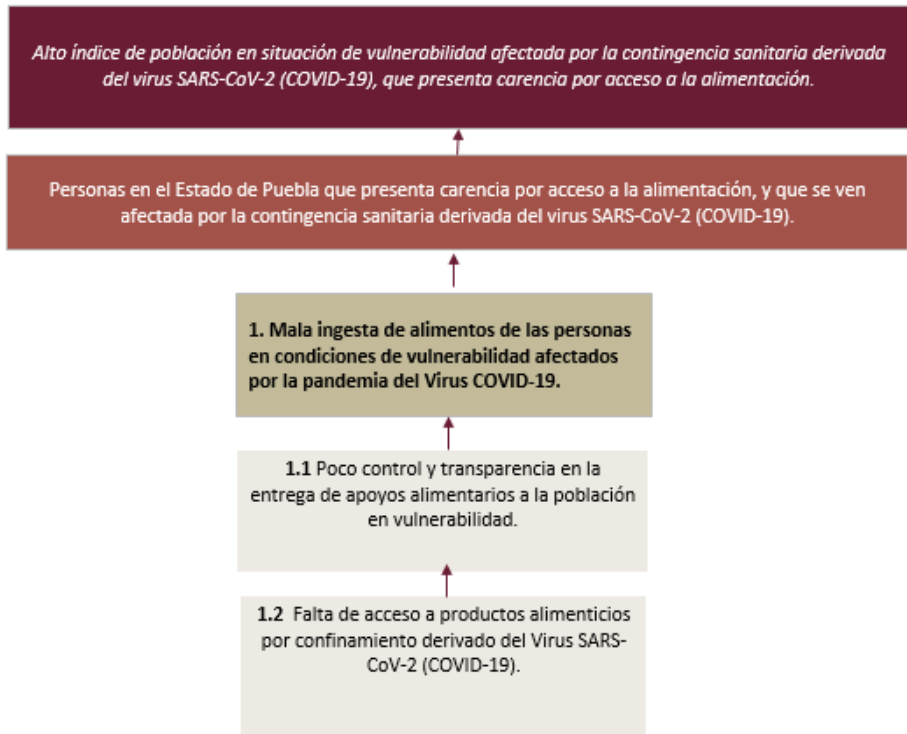 Alto índice de población en situación de vulnerabilidad afectada por la contingencia sanitaria derivada
del virus SARS-CoV-2 (COVID-19), que presenta carencia por acceso a la alimentación.
Personas en el Estado de Puebla que presenta carencia por acceso a la alimentación, y que se ven
afectada por la contingencia sanitaria derivada del virus SARS-CoV-2 (COVID-19).
1. Mala ingesta de alimentos de las personas
en condiciones de vulnerabilidad afectados
por la pandemia del Virus COVID-19.
1.1 Poco control y transparencia en la
entrega de apoyos alimentarios a la población
en vulnerabilidad.
1.2 Falta de acceso a productos alimenticios
por confinamiento derivado del Virus SARS-
CoV-2 (COVID-19).